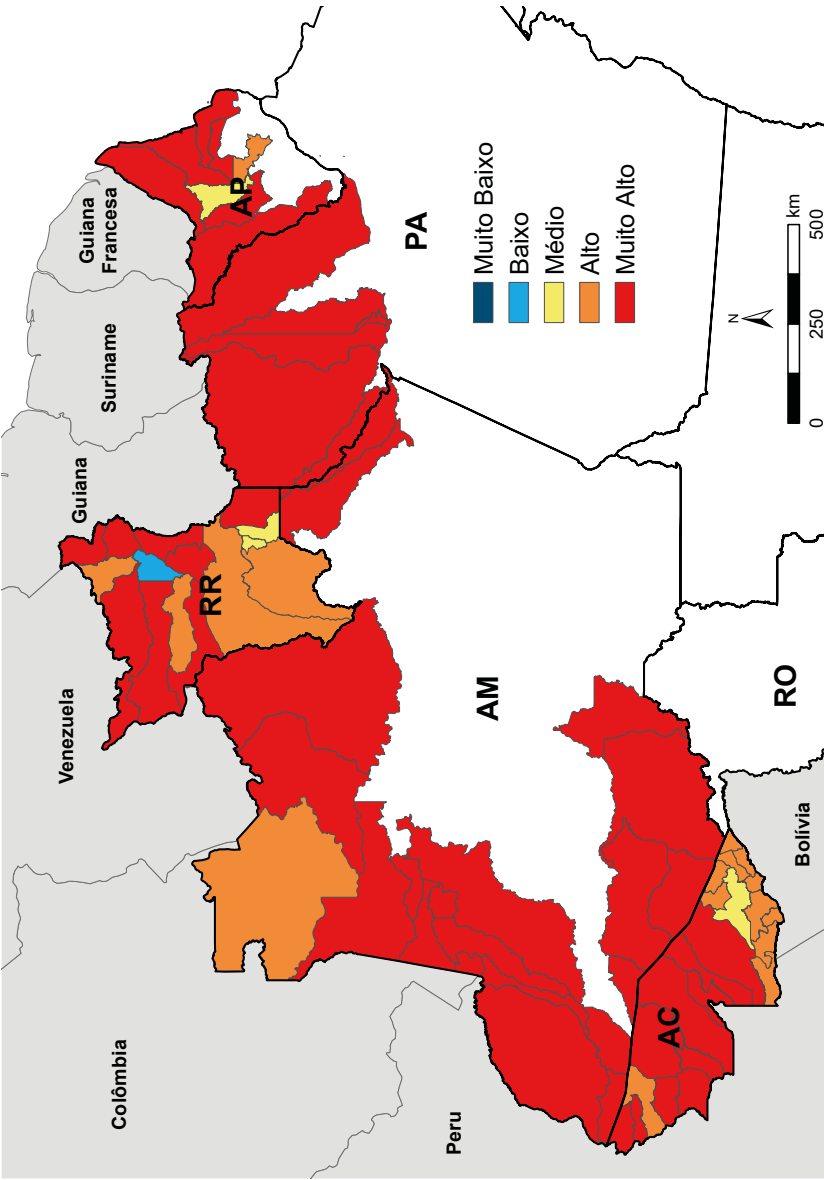 Colômbia
Venezuela
Guiana
Suriname
Guiana
Francesa
Peru
Bolívia
RR
AP
AM
PA
AC
RO
Muito Baixo
Baixo
Médio
Alto
Muito Alto
N
0 250 500
km